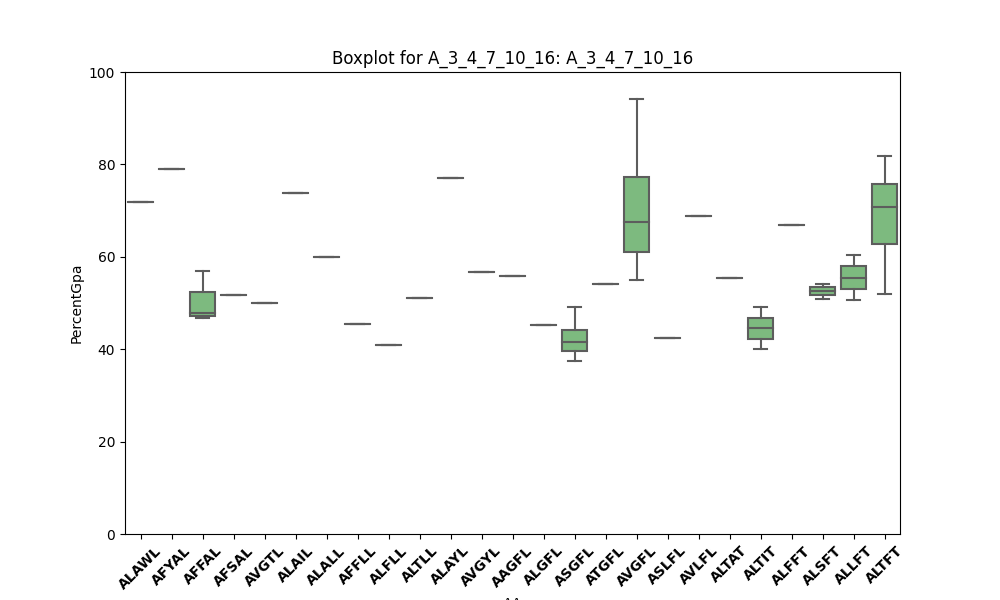 Boxplot for A_3_4_7_10_16: A_3_4_7_10_16
100
80
60
40
20
0
PercentGpa
ALAWL AFYAL AFFAL AFSAL AVGTL ALAIL ALALL AFFLL ALFLL ALTLL ALAYL AVGYL AAGFL ALGFL ASGFL ATGFL AVGFL ASLFL AVLFL ALTAT ALTIT ALFFT ALSFT ALLFT ALTFT